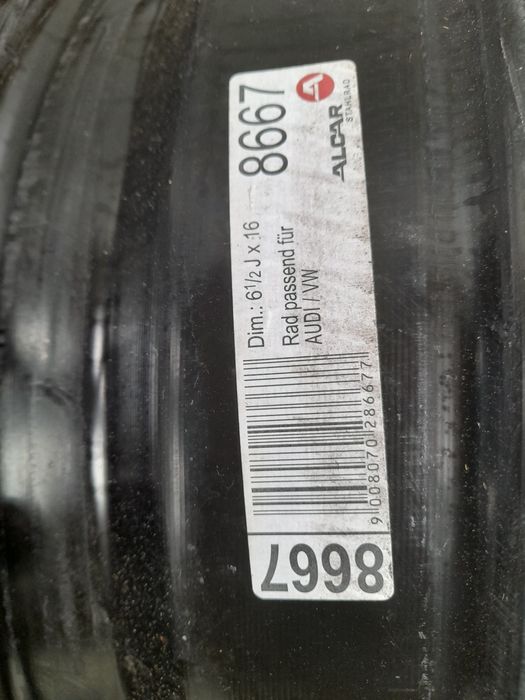 ALCAR
STAHLRAD
8667
Dim.: 6½ J x 16
Rad passend für
AUDI / VW
9 008070 286677
8667